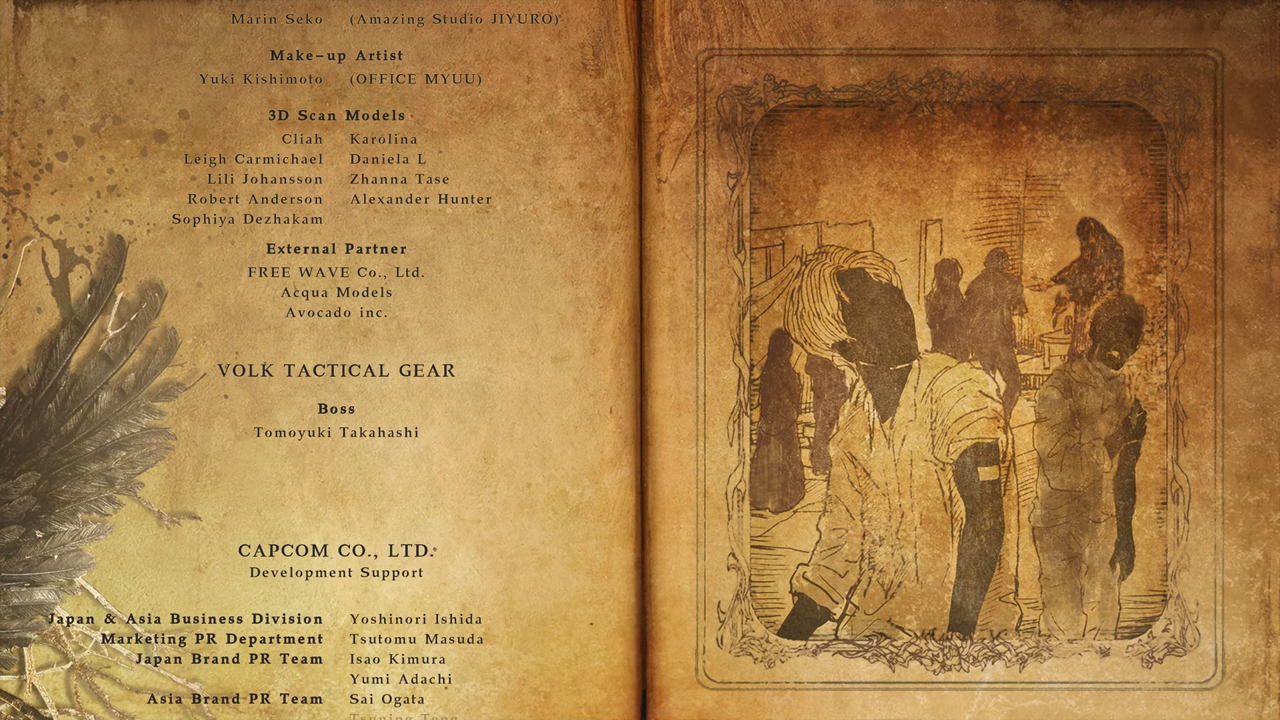 Marin Seko (Amazing Studio JIYURO)
Make-up Artist
Yuki Kishimoto (OFFICE MYUU)
3D Scan Models
Cliah Karolina
Leigh Carmichael Daniela L
Lili Johansson Zhanna Tase
Robert Anderson Alexander Hunter
Sophiya Dezhakam
External Partner
FREE WAVE Co., Ltd.
Acqua Models
Avocado inc.
VOLK TACTICAL GEAR
Boss
Tomoyuki Takahashi
CAPCOM CO., LTD.
Development Support
Japan & Asia Business Division Yoshinori Ishida
Marketing PR Department Tsutomu Masuda
Japan Brand PR Team Isao Kimura
Yumi Adachi
Asia Brand PR Team Sai Ogata